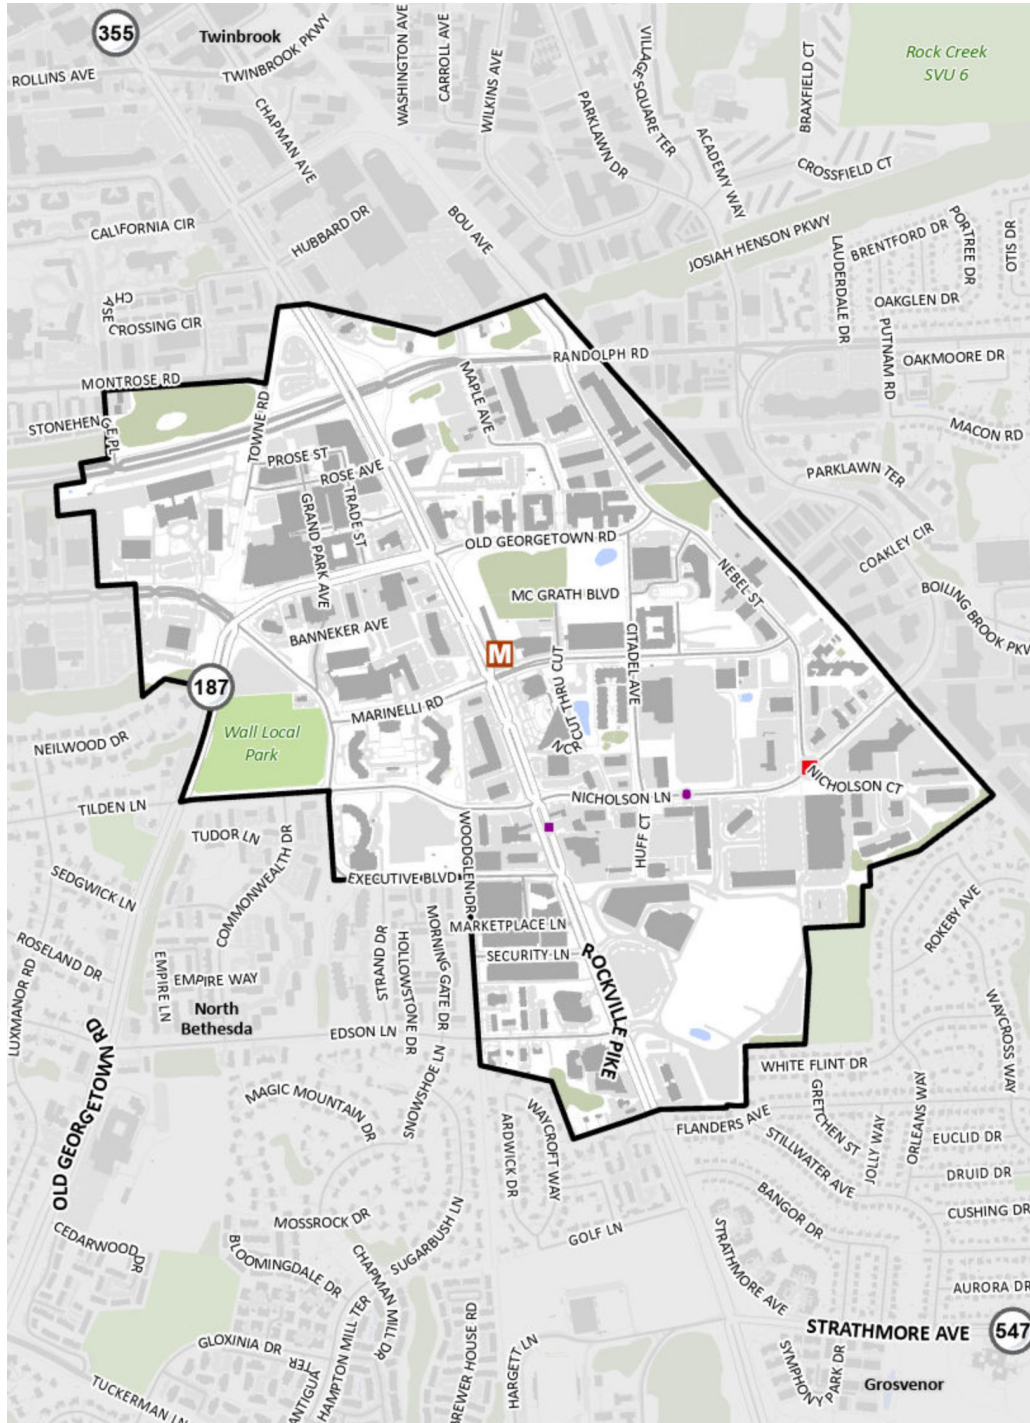 355
Twinbrook
ROLLINS AVE
TWINBROOK PKWY
CHAPMAN AVE
WASHINGTON AVE
CARROLL AVE
WILKINS AVE
PARKLAWN DR
VILLAGE SQUARE TER
ACADEMY WAY
BRAXFIELD CT
CROSSFIELD CT
Rock Creek
SVU 6
CALIFORNIA CIR
HUBBARD DR
BOU AVE
JOSIAH HENSON PKWY
LAUDERDALE DR
BRENTFORD DR
PORTREE DR
OTIS DR
OAKGLEN DR
PUTNAM RD
OAKMOORE DR
CHASE CROSSING CIR
MONTROSE RD
RANDOLPH RD
STONEHENGE PL
TOWNE RD
MAPLE AVE
MACON RD
PROSE ST
ROSE AVE
TRADE ST
GRAND PARK AVE
PARKLAWN TER
COAKLEY CIR
OLD GEORGETOWN RD
MC GRATH BLVD
NEBEL ST
BOILING BROOK PKW
BANNEKER AVE
M
CITADEL AVE
187
MARINELLI RD
NCP CUT THRU CUT
Wall Local
Park
NEILWOOD DR
TILDEN LN
NICHOLSON LN
NICHOLSON CT
HUFF CT
TUDOR LN
COMMONWEALTH DR
WOODGLEN DR
EXECUTIVE BLVD
SEDGWICK LN
ROSELAND DR
MARKETPLACE LN
SECURITY LN
ROKEBY AVE
MORNING GATE DR
HOLLOWSTONE DR
STRAND DR
EMPIRE LN
EMPIRE WAY
LUXMANOR RD
North
Bethesda
EDSON LN
ROCKVILLE PIKE
WAYCROSS WAY
OLD GEORGETOWN RD
WHITE FLINT DR
MAGIC MOUNTAIN DR
SNOWSHOE LN
ARDWICK DR
WAYCROFT WAY
FLANDERS AVE
GRETCHEN ST
STILLWATER AVE
JOLLY WAY
ORLEANS WAY
EUCLID DR
DRUID DR
BANGOR DR
CUSHING DR
CEDARWOOD DR
MOSSROCK DR
BLOOMINGDALE DR
SUGARBUSH LN
CHAPMAN MILL DR
GOLF LN
STRATHMORE AVE
AURORA DR
STRATHMORE AVE
547
GLOXINIA DR
ANTIGUA TER
HAMPTON MILL TER
BREWER HOUSE RD
HARGETT LN
SYMPHONY PARK DR
Grosvenor
TUCKERMAN LN